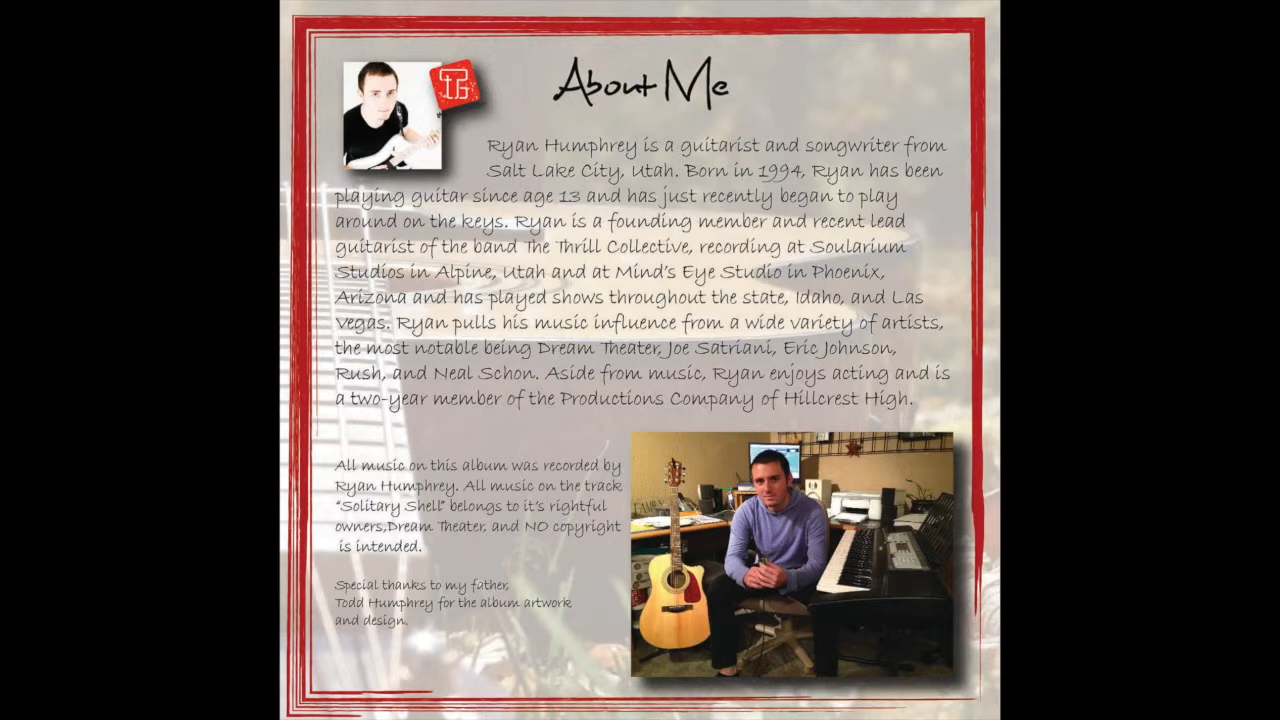 About Me
Ryan Humphrey is a guitarist and songwriter from
Salt Lake City, Utah. Born in 1994, Ryan has been
playing guitar since age 13 and has just recently began to play
around on the keys. Ryan is a founding member and recent lead
guitarist of the band The Thrill Collective, recording at Soularium
Studios in Alpine, Utah and at Mind's Eye Studio in Phoenix,
Arizona and has played shows throughout the state, Idaho, and Las
Vegas. Ryan pulls his music influence from a wide variety of artists,
the most notable being Dream Theater, Joe Satriani, Eric Johnson,
Rush, and Neal Schon. Aside from music, Ryan enjoys acting and is
a two-year member of the Productions Company of Hillcrest High.
All music on this album was recorded by
Ryan Humphrey. All music on the track
"Solitary Shell" belongs to it's rightful
owners,Dream Theater, and NO copyright
is intended.
Special thanks to my father,
Todd Humphrey for the album artwork
and design.